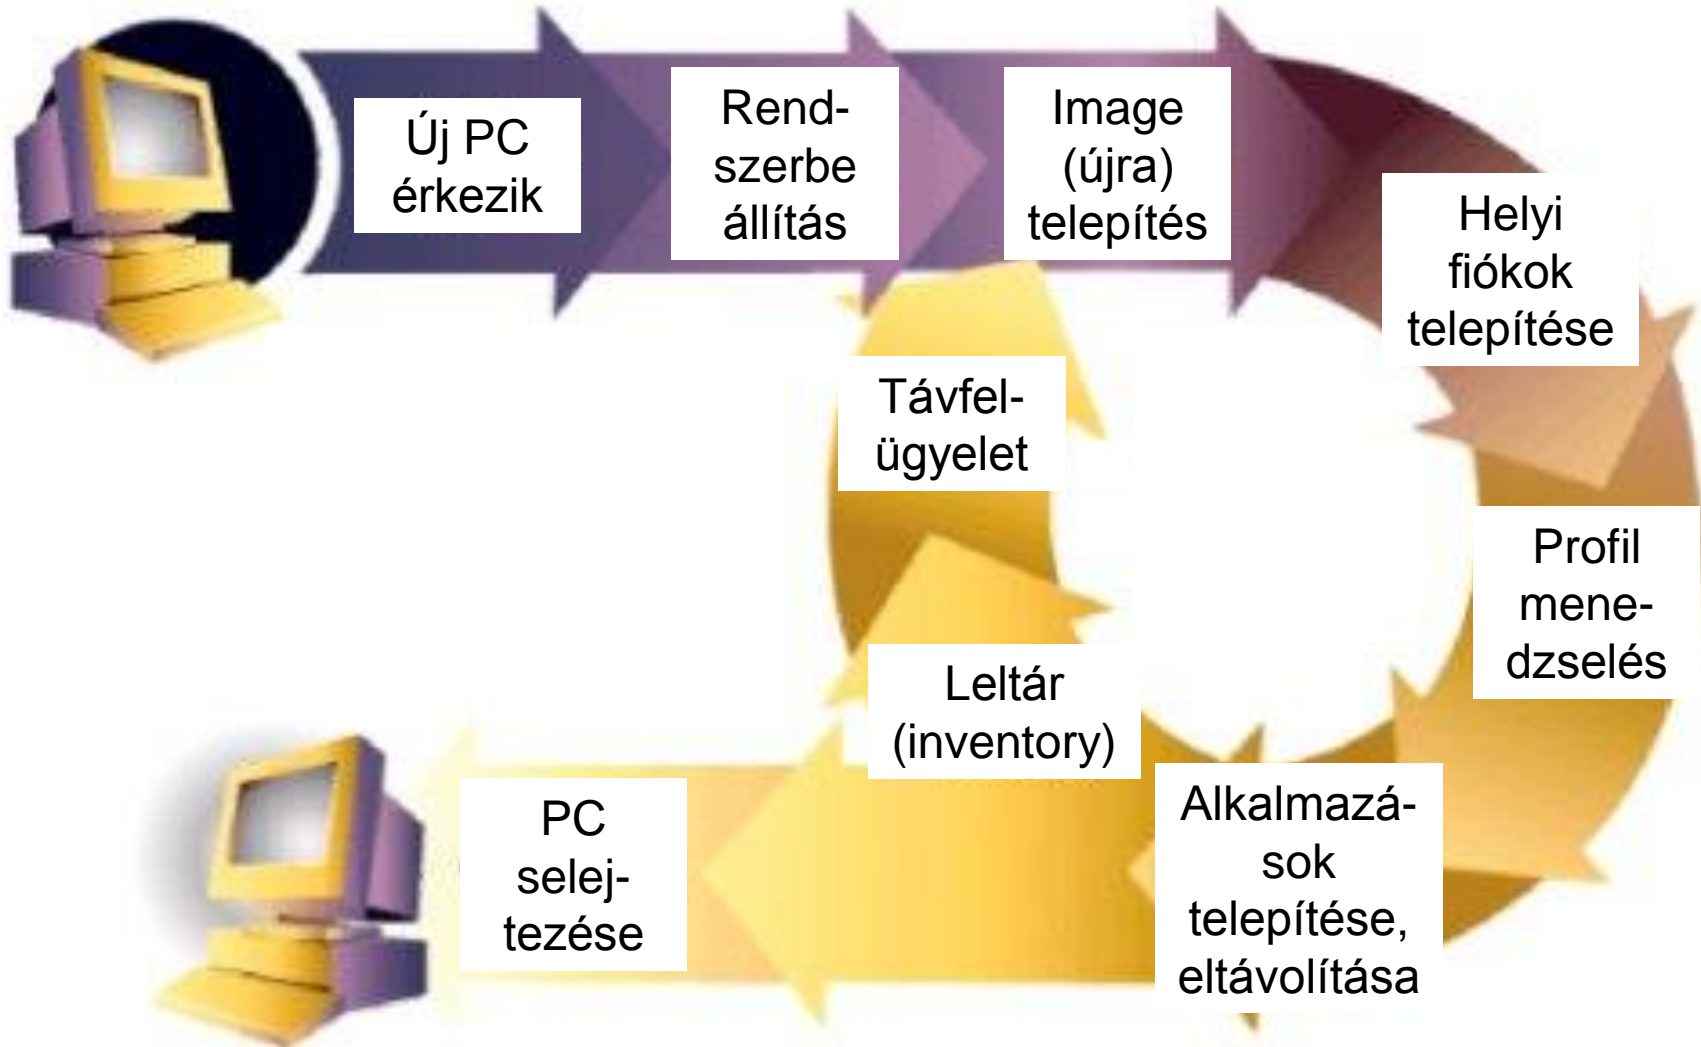 Új PC
érkezik
Rend-
szerbe
állítás
Image
(újra)
telepítés
Helyi
fiókok
telepítése
Profil
mene-
dzselés
Alkalmazá-
sok
telepítése,
eltávolítása
Leltár
(inventory)
Távfel-
ügyelet
PC
selej-
tezése